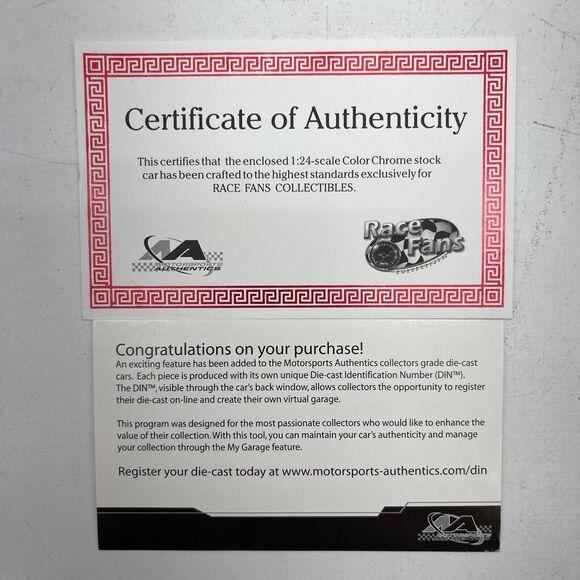 Certificate of Authenticity
This certifies that the enclosed 1:24-scale Color Chrome stock
car has been crafted to the highest standards exclusively for
RACE FANS COLLECTIBLES.
MOTORSPORTS
AUTHENTICS
Race
Fans
Congratulations on your purchase!
An exciting feature has been added to the Motorsports Authentics collectors grade die-cast
cars. Each piece is produced with its own unique Die-cast Identification Number (DIN™).
The DIN™, visible through the car's back window, allows collectors the opportunity to register
their die-cast on-line and create their own virtual garage.
This program was designed for the most passionate collectors who would like to enhance the
value of their collection. With this tool, you can maintain your car's authenticity and manage
your collection through the My Garage feature.
Register your die-cast today at www.motorsports-authentics.com/din
MOTORSPORTS
AUTHENTICS